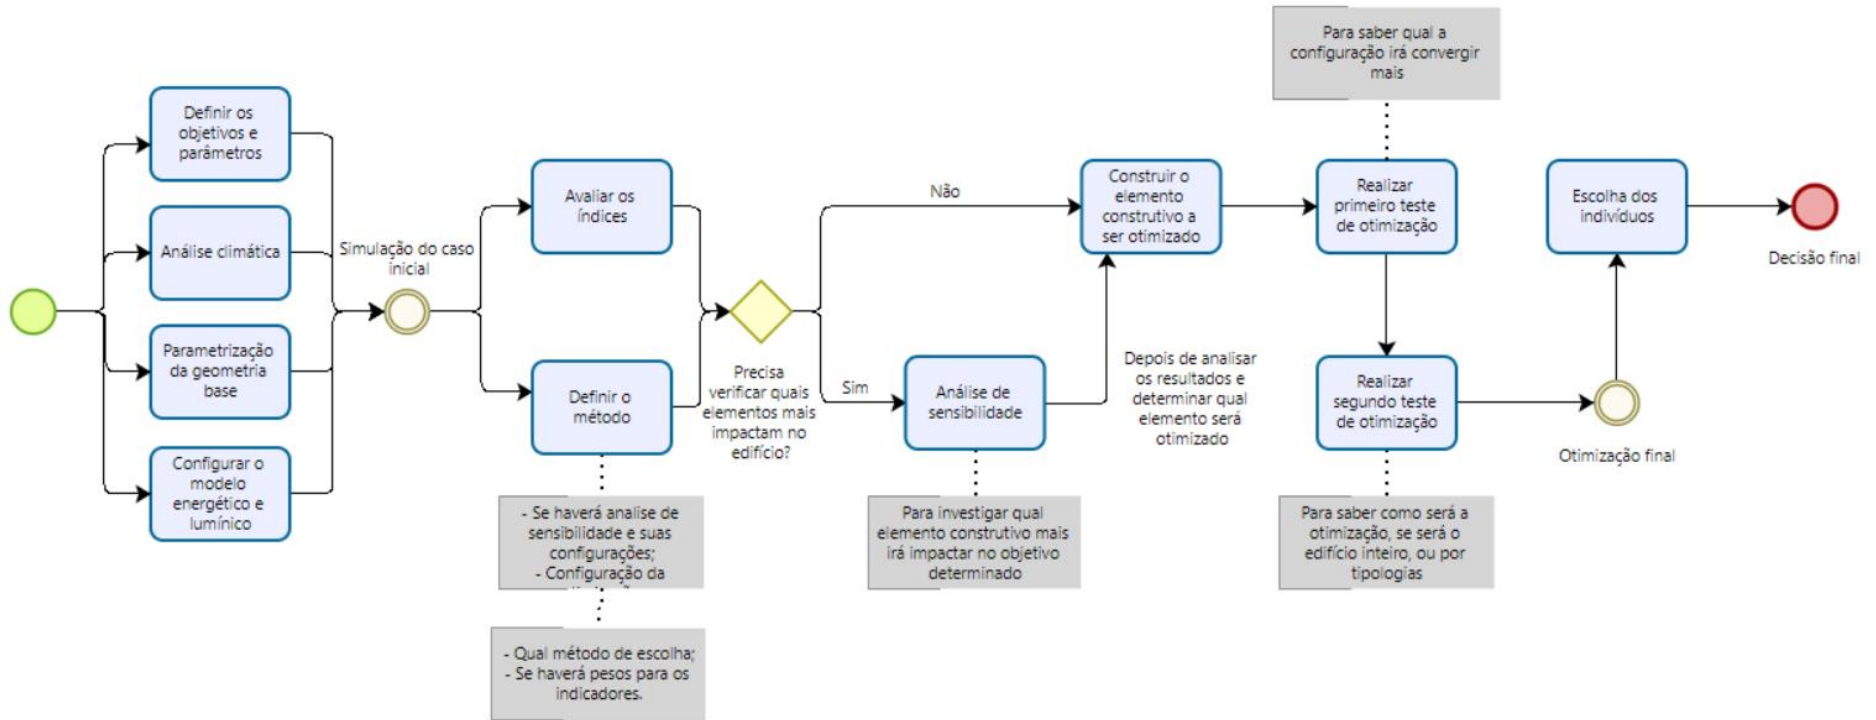 Definir os
objetivos e
parâmetros
Análise climática
Parametrização
da geometria
base
Configurar o
modelo
energético e
lumínico
Simulação do caso
inicial
Avaliar os
índices
Definir o
método
- Se haverá analise de
sensibilidade e suas
configurações;
- Configuração da
- Qual método de escolha;
- Se haverá pesos para os
indicadores.
Precisa
verificar quais
elementos mais
impactam no
edifício?
Não
Sim
Análise de
sensibilidade
Para investigar qual
elemento construtivo mais
irá impactar no objetivo
determinado
Construir o
elemento
construtivo a
ser otimizado
Depois de analisar
os resultados e
determinar qual
elemento será
otimizado
Para saber qual a
configuração irá convergir
mais
Realizar
primeiro teste
de otimização
Realizar
segundo teste
de otimização
Para saber como será a
otimização, se será o
edifício inteiro, ou por
tipologias
Otimização final
Escolha dos
indivíduos
Decisão final